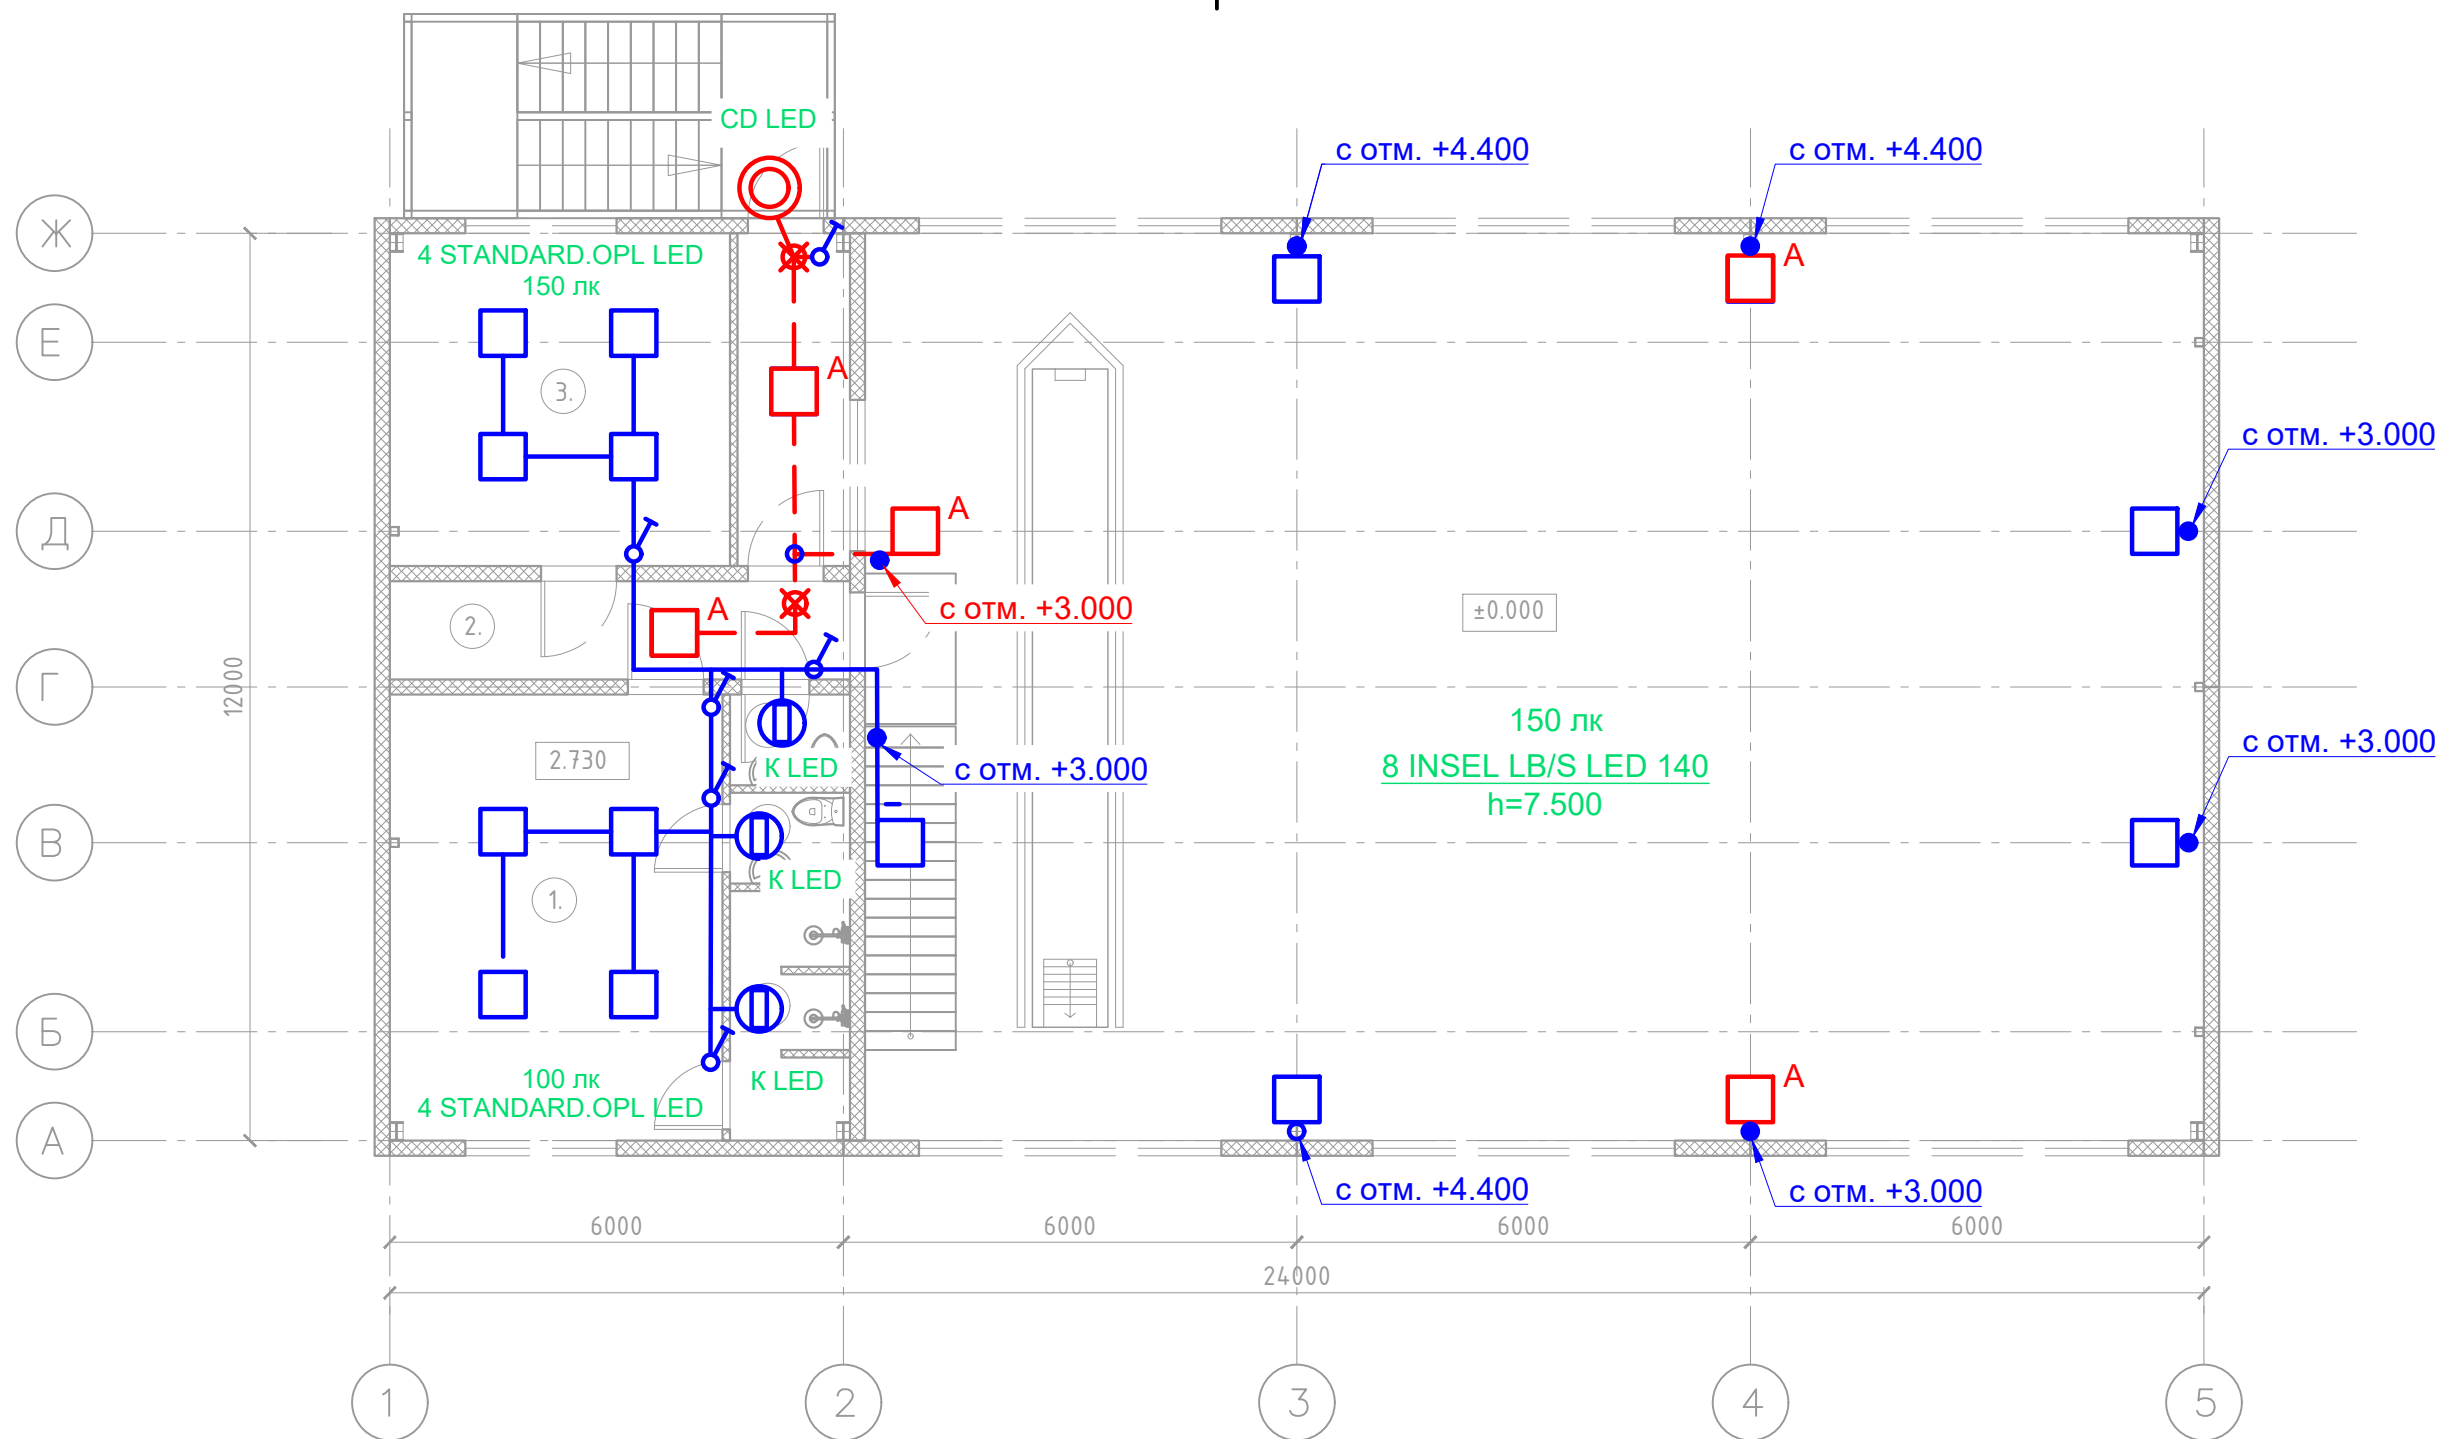 CD LED
с отм. +4.400
с отм. +4.400
Ж
4 STANDARD.OPL LED
150 лк
А
Е
А
3.
с отм. +3.000
А
Д
с отм. +3.000
А
2.
±0.000
Г
12000
150 лк
8 INSEL LB/S LED 140
h=7.500
2.730
К LED
с отм. +3.000
с отм. +3.000
В
К LED
1.
Б
100 лк
4 STANDARD.OPL LED
К LED
А
А
с отм. +4.400
с отм. +3.000
6000
6000
6000
6000
24000
1
2
3
4
5